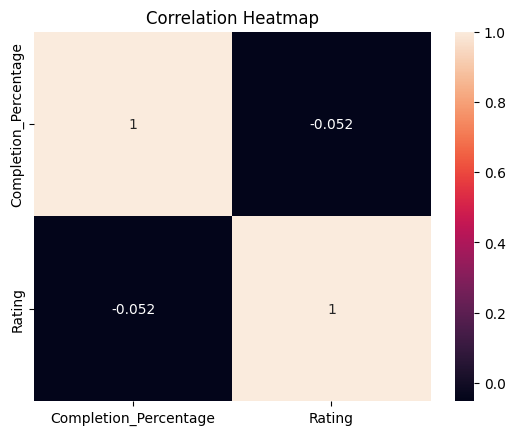 Correlation Heatmap
Completion_Percentage
Rating
1
-0.052
-0.052
1
Completion_Percentage
Rating
1.0
0.8
0.6
0.4
0.2
0.0